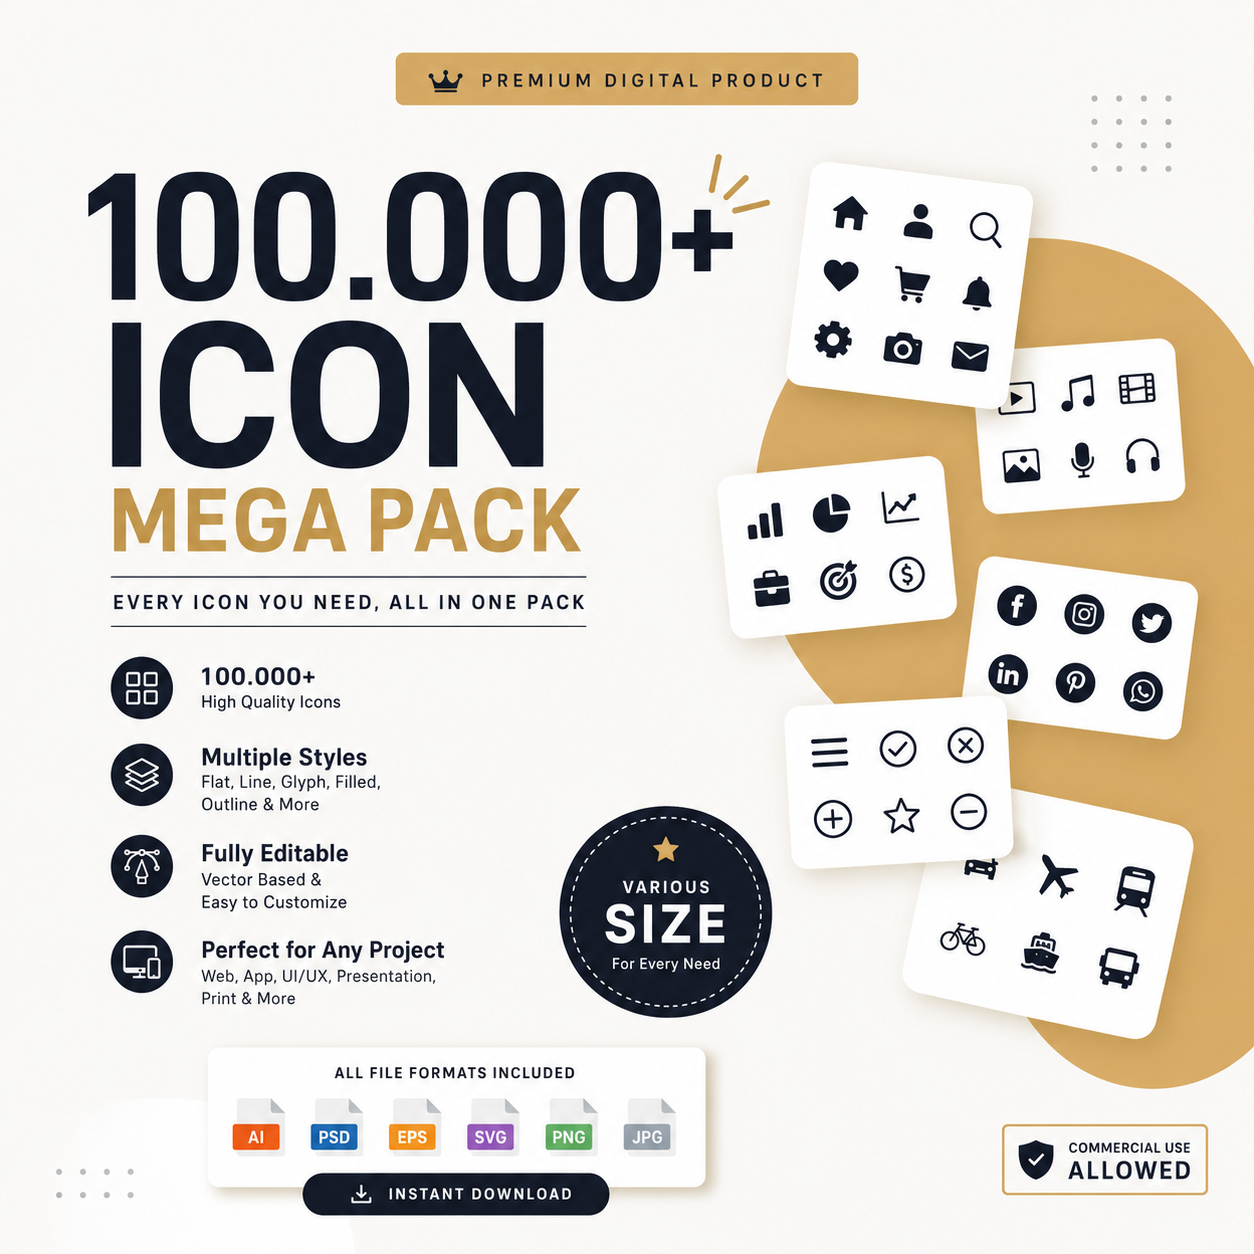 PREMIUM DIGITAL PRODUCT
100.000+
ICON
MEGA PACK
EVERY ICON YOU NEED, ALL IN ONE PACK
100.000+
High Quality Icons
Multiple Styles
Flat, Line, Glyph, Filled,
Outline & More
Fully Editable
Vector Based &
Easy to Customize
Perfect for Any Project
Web, App, UI/UX, Presentation,
Print & More
VARIOUS
SIZE
For Every Need
ALL FILE FORMATS INCLUDED
AI PSD EPS SVG PNG JPG
INSTANT DOWNLOAD
COMMERCIAL USE
ALLOWED